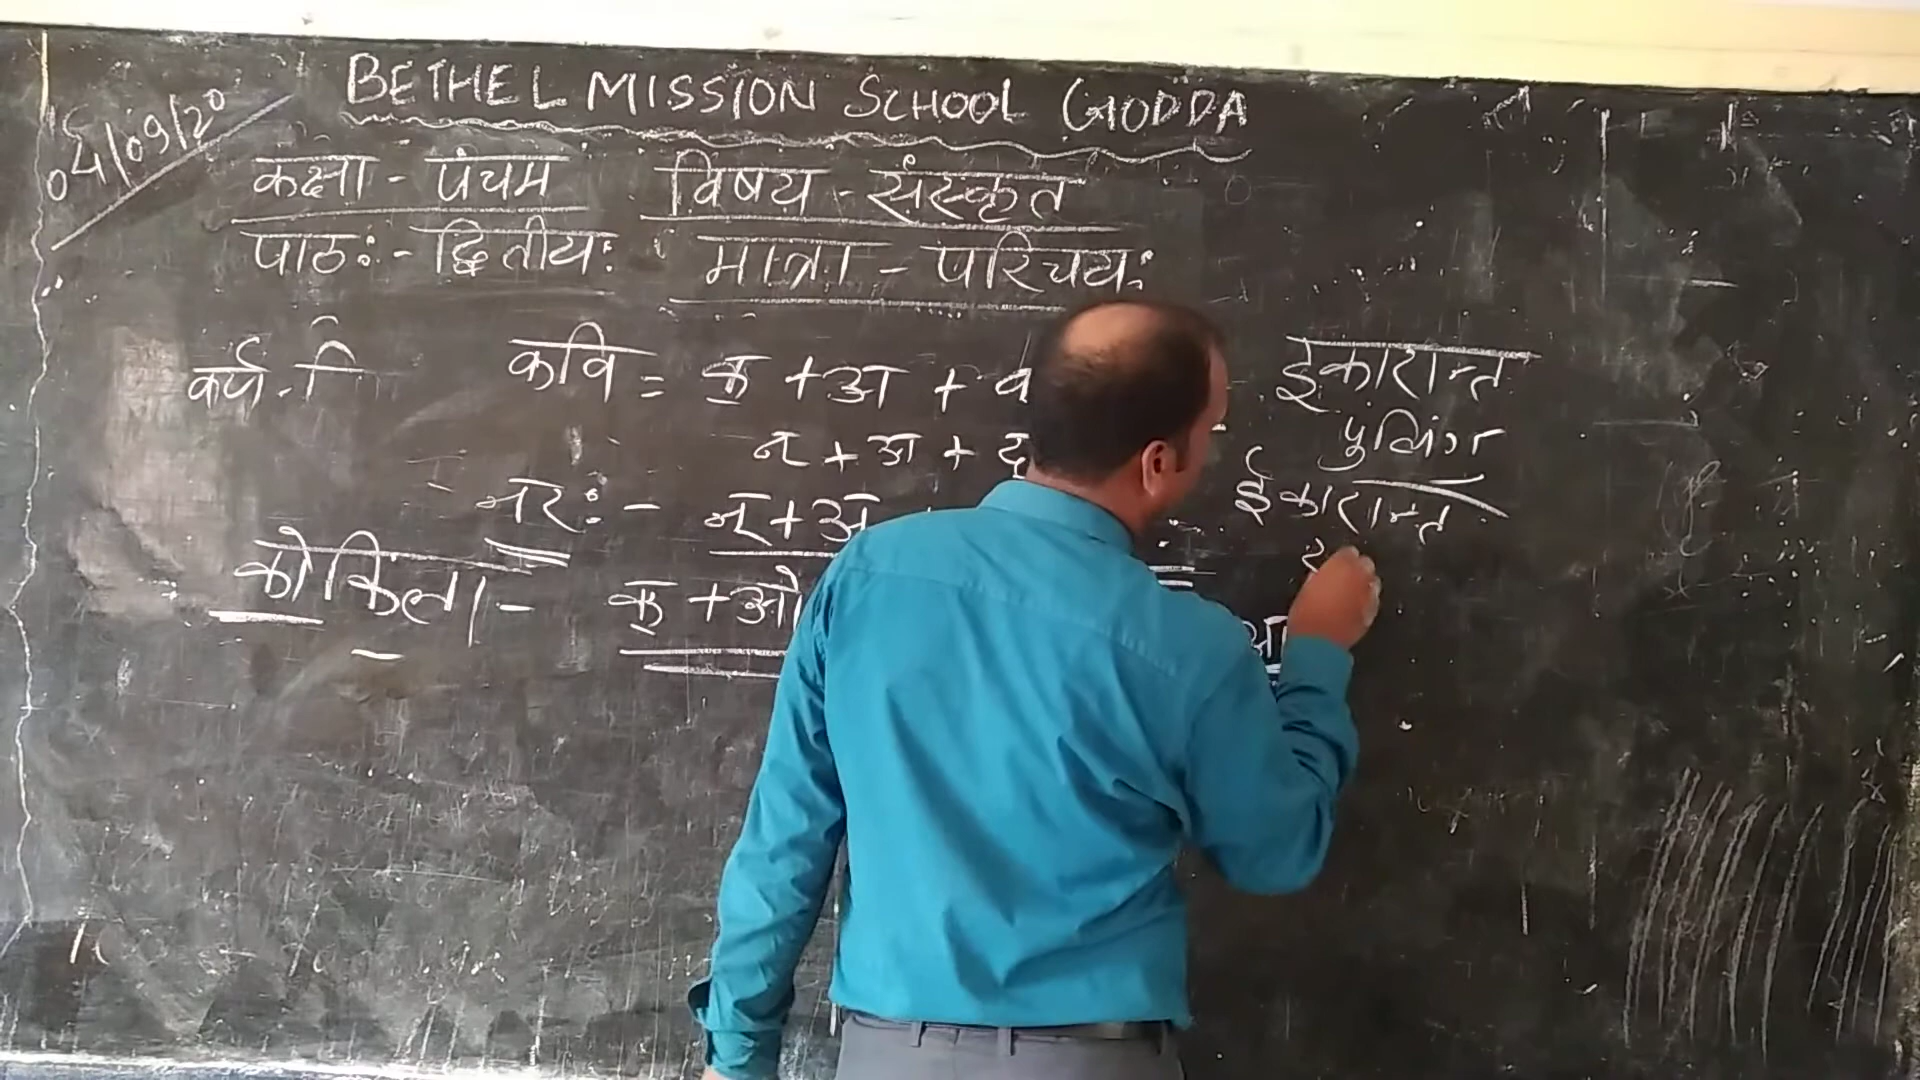 04/09/20
BETHEL MISSION SCHOOL GODDA
कक्षा - पंचम विषय - संस्कृत
पाठः - द्वितीयः मात्रा - परिचयः
कवि = क + अ + व
न + अ + द
नरः - न् + अ
कोकिला - क् + ओ
इकारान्त
पुलिंग
ईकारान्त